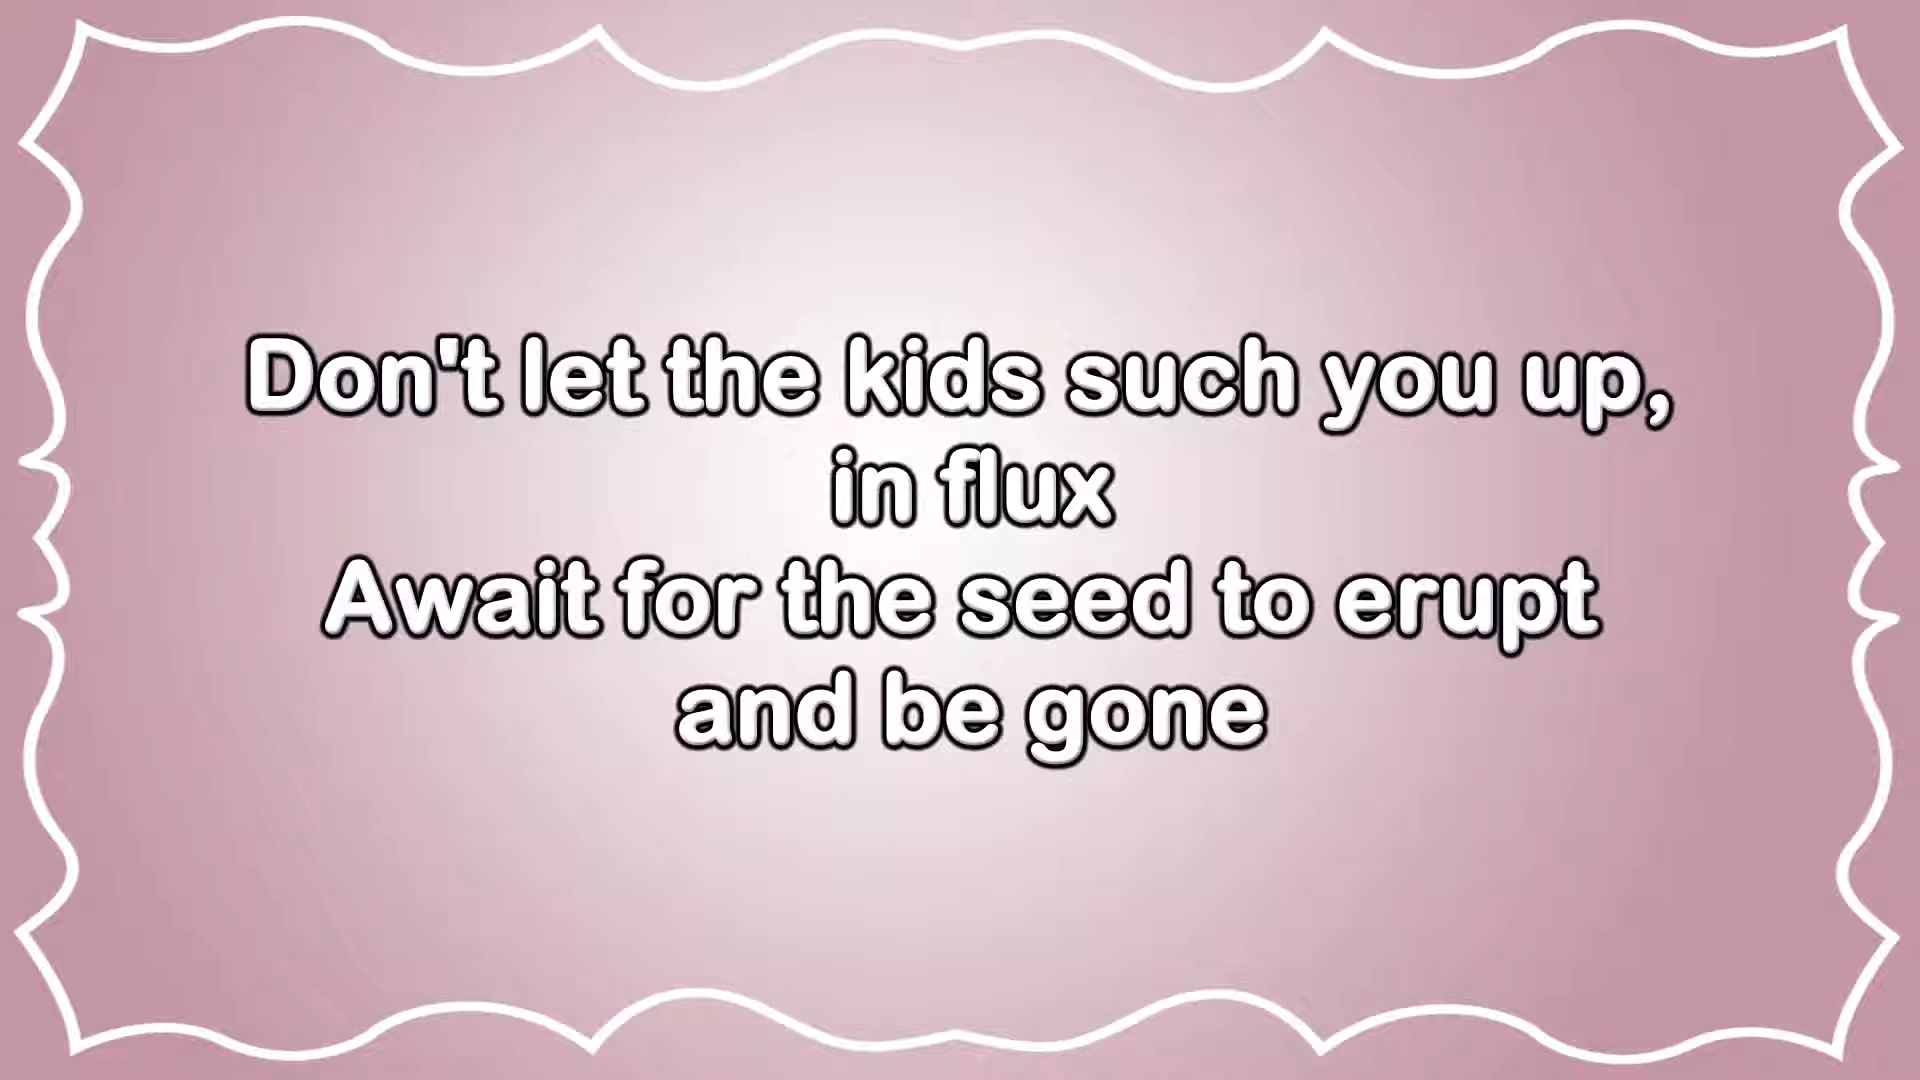 Don't let the kids such you up,
in flux
Await for the seed to erupt
and be gone